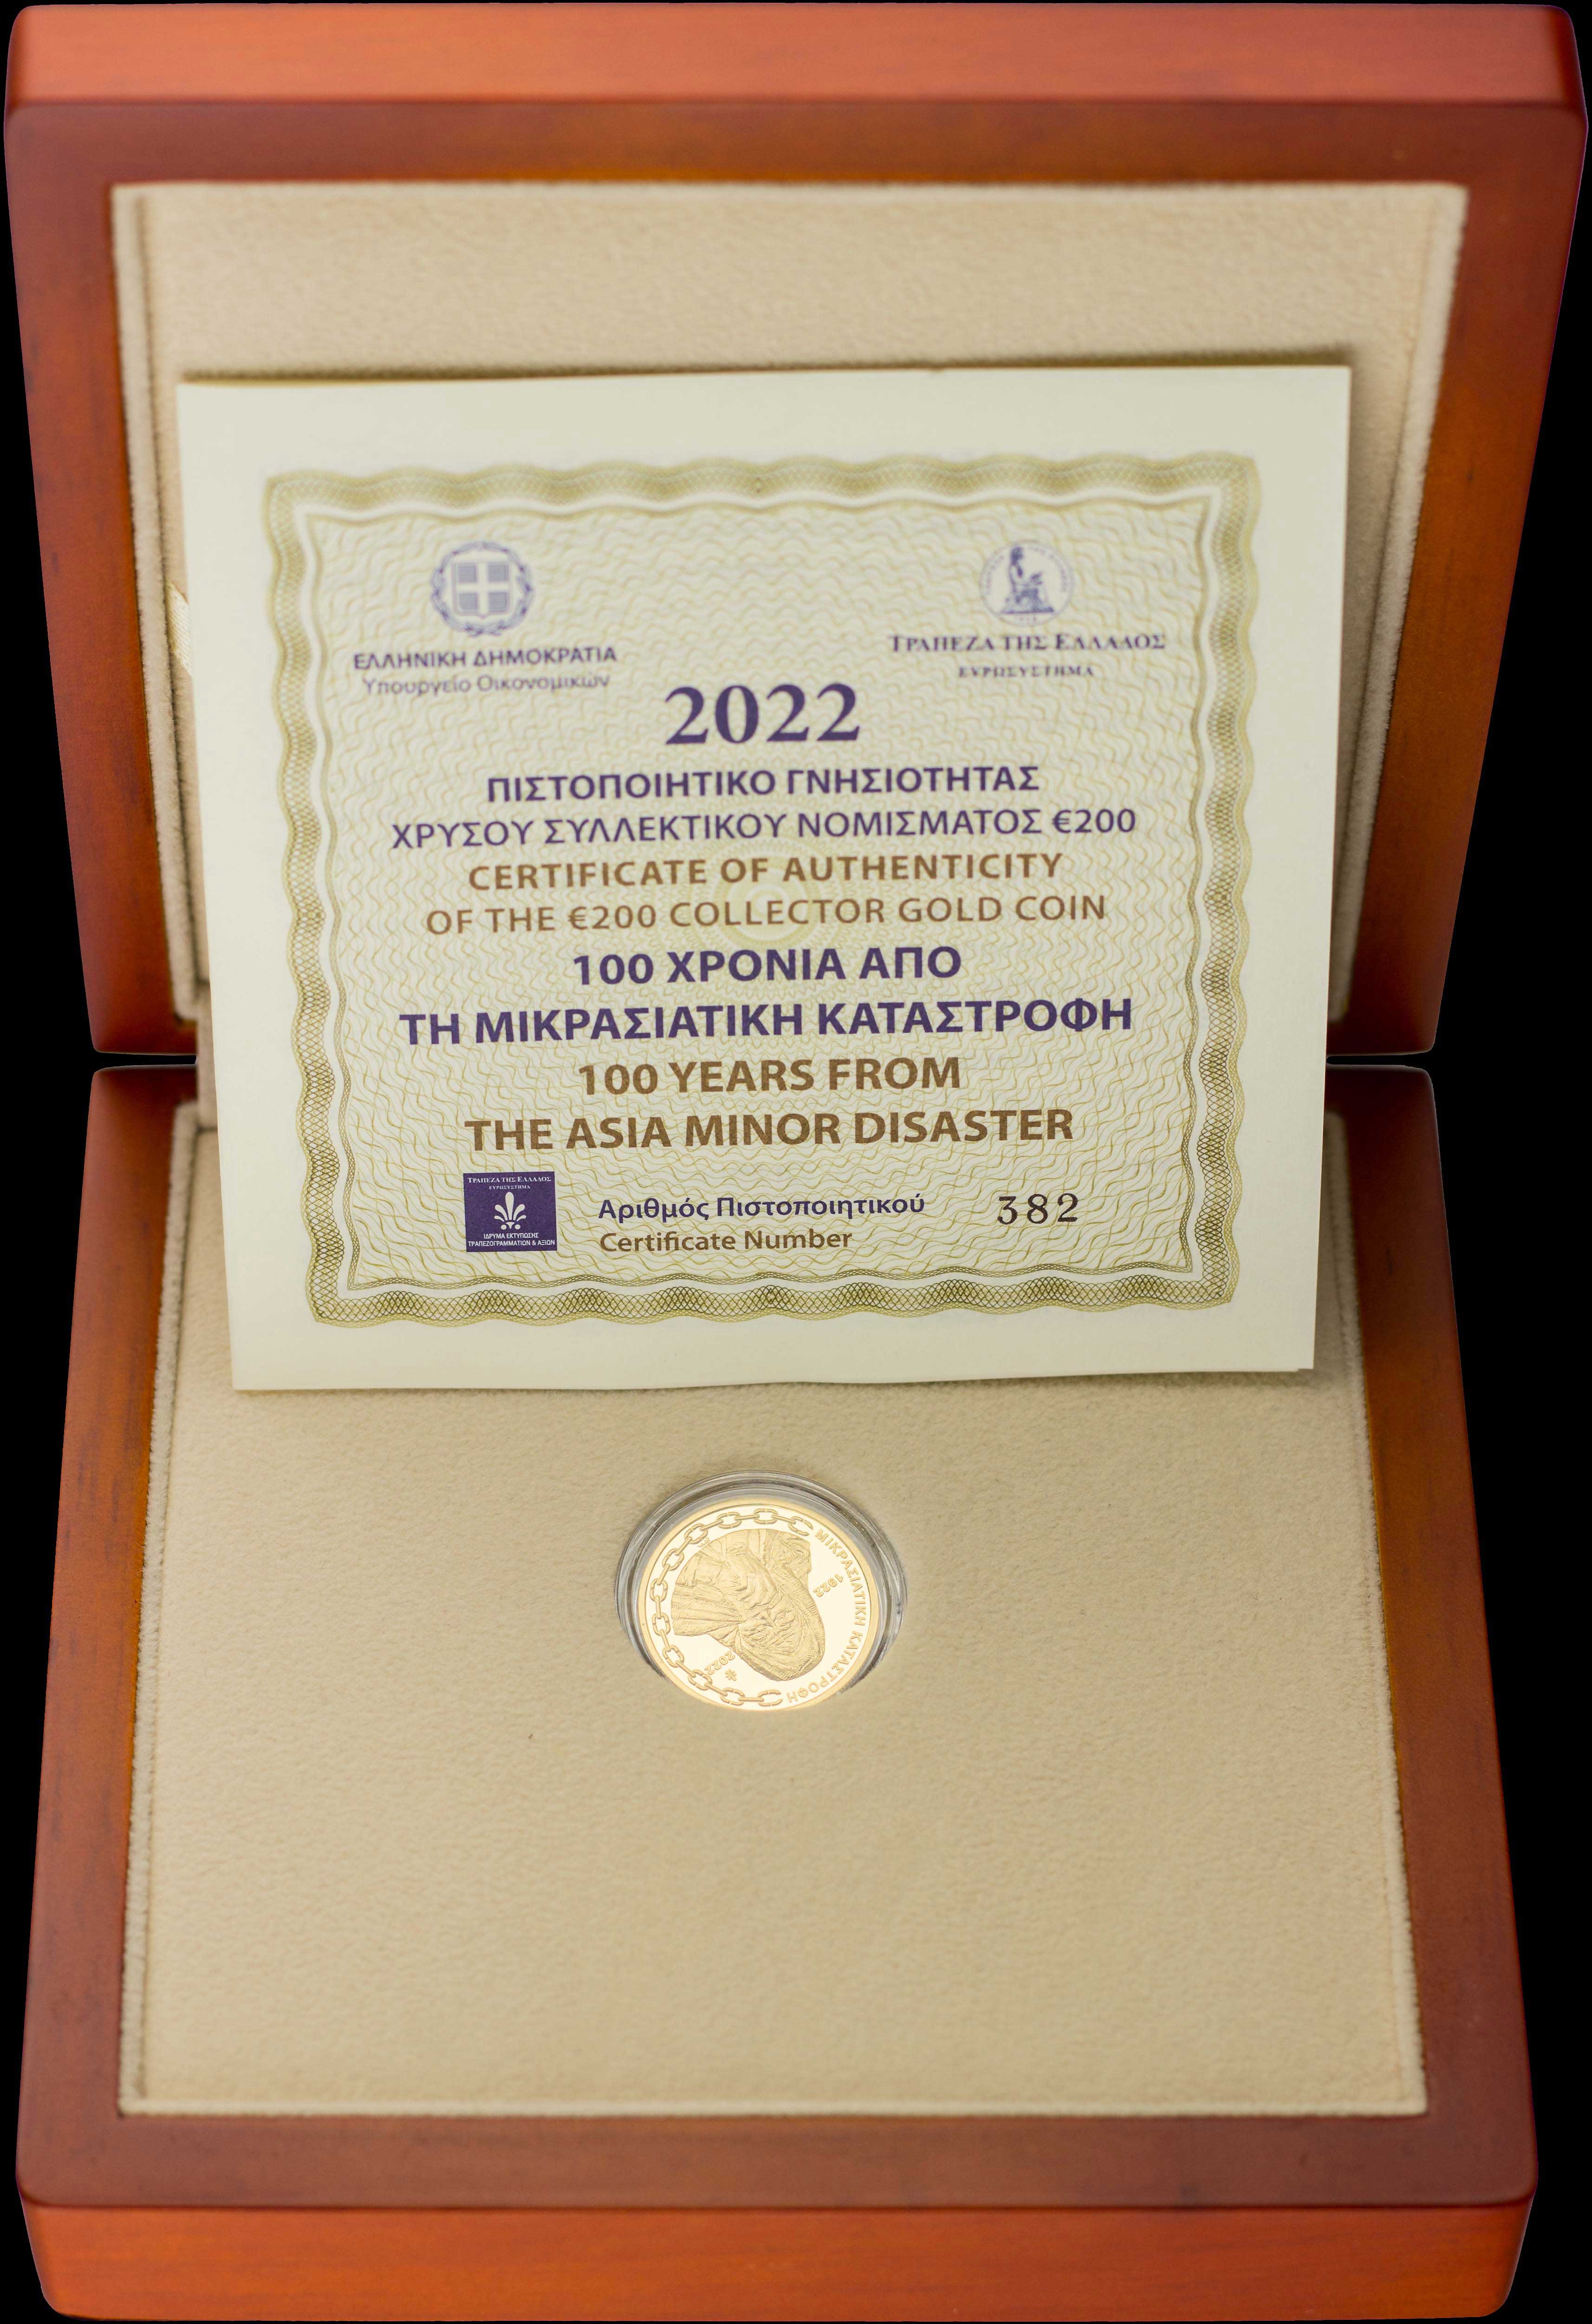 ΕΛΛΗΝΙΚΗ ΔΗΜΟΚΡΑΤΙΑ
Υπουργείο Οικονομικών
ΤΡΑΠΕΖΑ ΤΗΣ ΕΛΛΑΔΟΣ
ΕΥΡΩΣΥΣΤΗΜΑ
2022
ΠΙΣΤΟΠΟΙΗΤΙΚΟ ΓΝΗΣΙΟΤΗΤΑΣ
ΧΡΥΣΟΥ ΣΥΛΛΕΚΤΙΚΟΥ ΝΟΜΙΣΜΑΤΟΣ €200
CERTIFICATE OF AUTHENTICITY
OF THE €200 COLLECTOR GOLD COIN
100 ΧΡΟΝΙΑ ΑΠΟ
ΤΗ ΜΙΚΡΑΣΙΑΤΙΚΗ ΚΑΤΑΣΤΡΟΦΗ
100 YEARS FROM
THE ASIA MINOR DISASTER
ΤΡΑΠΕΖΑ ΤΗΣ ΕΛΛΑΔΟΣ
ΕΥΡΩΣΥΣΤΗΜΑ
ΙΔΡΥΜΑ ΕΚΤΥΠΩΣΗΣ
ΤΡΑΠΕΖΟΓΡΑΜΜΑΤΙΩΝ & ΑΞΙΩΝ
Αριθμός Πιστοποιητικού 382
Certificate Number
ΜΙΚΡΑΣΙΑΤΙΚΗ ΚΑΤΑΣΤΡΟΦΗ
1922
2022